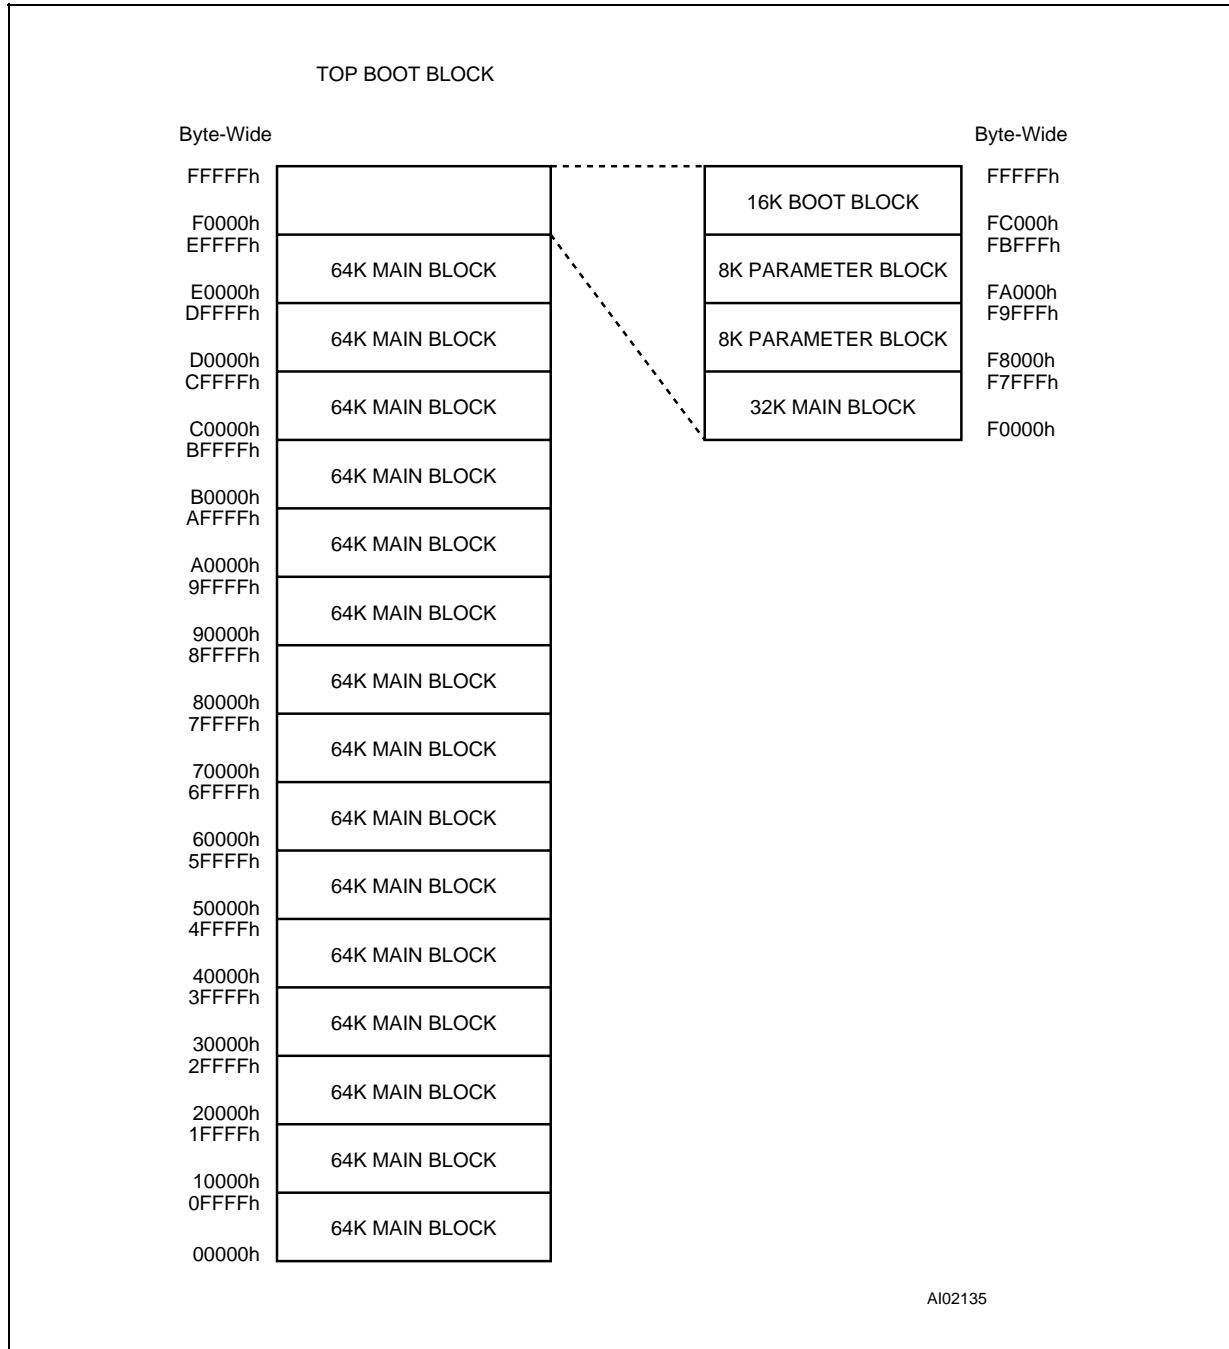 TOP BOOT BLOCK
Byte-Wide
FFFFFh
F0000h
EFFFFh
64K MAIN BLOCK
E0000h
DFFFFh
64K MAIN BLOCK
D0000h
CFFFFh
64K MAIN BLOCK
C0000h
BFFFFh
64K MAIN BLOCK
B0000h
AFFFFh
64K MAIN BLOCK
A0000h
9FFFFh
64K MAIN BLOCK
90000h
8FFFFh
64K MAIN BLOCK
80000h
7FFFFh
64K MAIN BLOCK
70000h
6FFFFh
64K MAIN BLOCK
60000h
5FFFFh
64K MAIN BLOCK
50000h
4FFFFh
64K MAIN BLOCK
40000h
3FFFFh
64K MAIN BLOCK
30000h
2FFFFh
64K MAIN BLOCK
20000h
1FFFFh
64K MAIN BLOCK
10000h
0FFFFh
64K MAIN BLOCK
00000h
Byte-Wide
FFFFFh
16K BOOT BLOCK
FC000h
FBFFFh
8K PARAMETER BLOCK
FA000h
F9FFFh
8K PARAMETER BLOCK
F8000h
F7FFFh
32K MAIN BLOCK
F0000h
AI02135